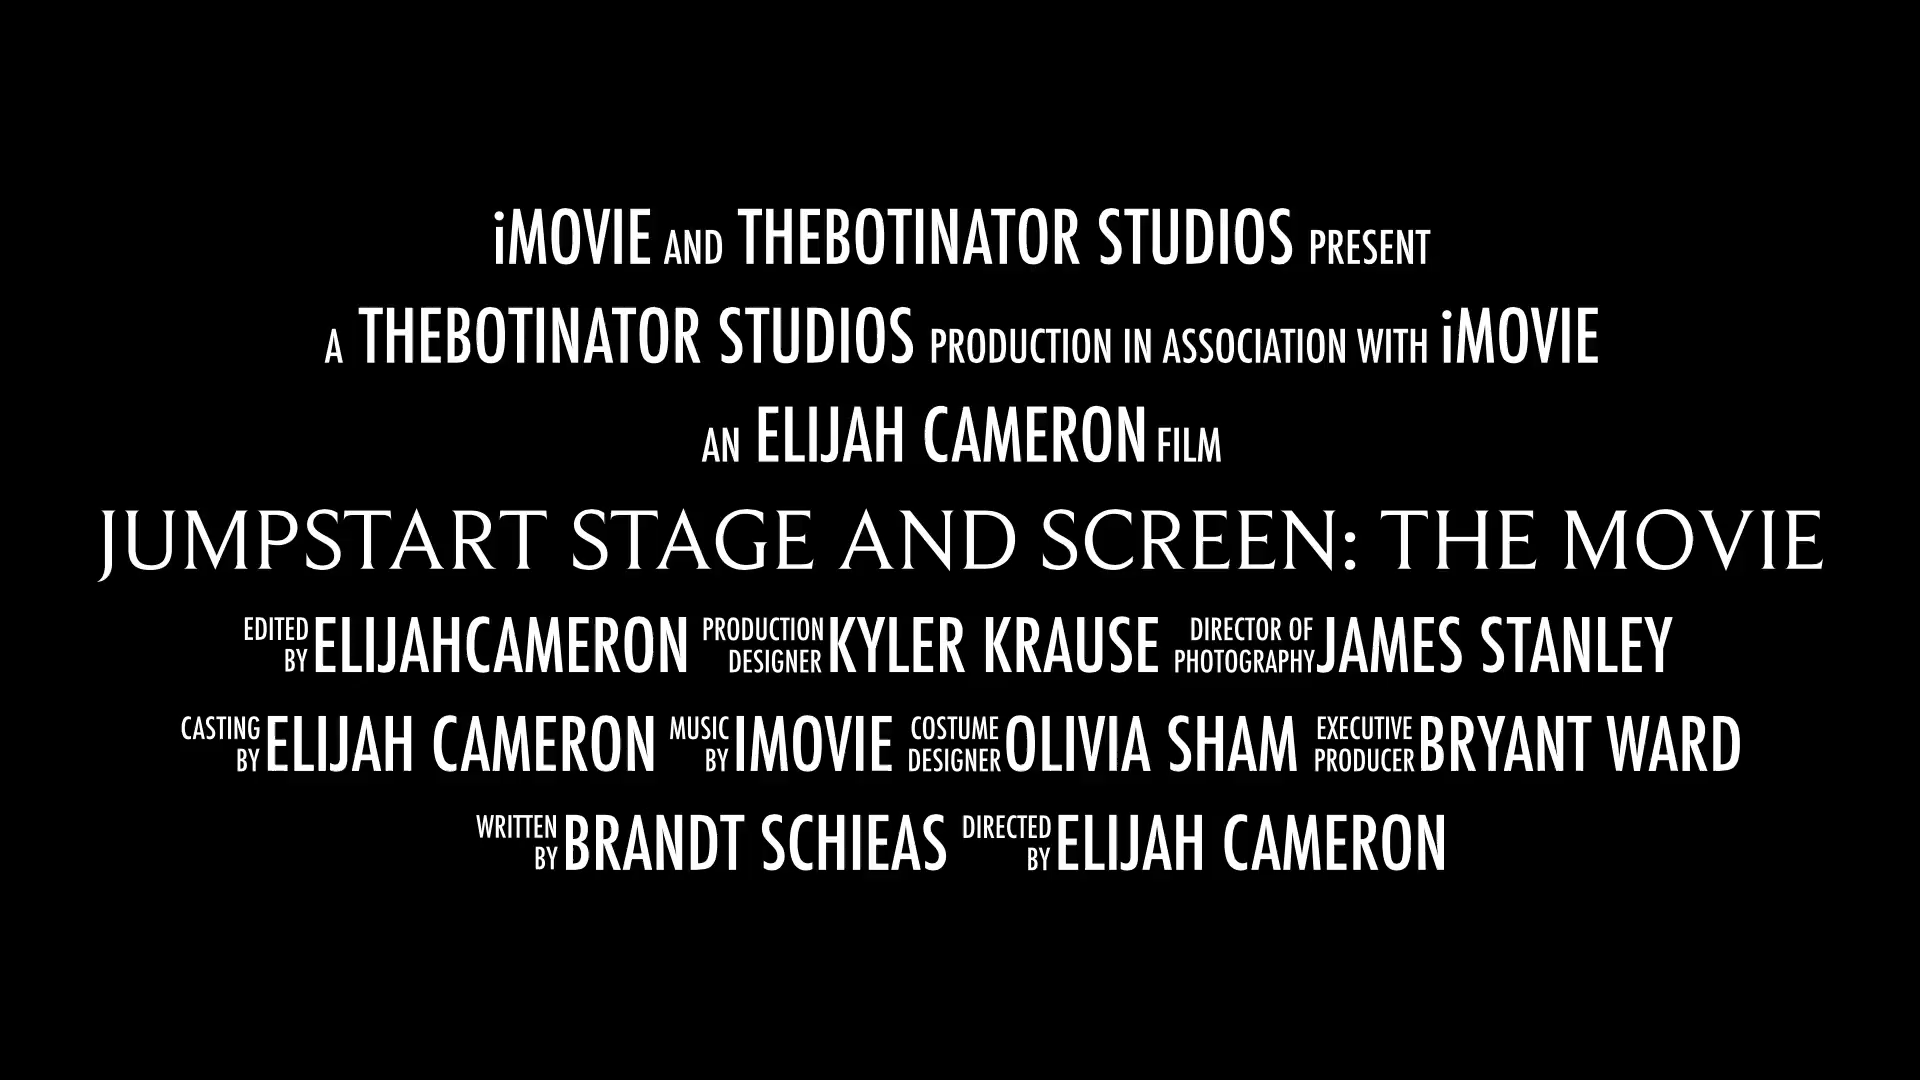 iMOVIE AND THEBOTINATOR STUDIOS PRESENT
A THEBOTINATOR STUDIOS PRODUCTION IN ASSOCIATION WITH iMOVIE
AN ELIJAH CAMERON FILM
JUMPSTART STAGE AND SCREEN: THE MOVIE
EDITED BY ELIJAHCAMERON PRODUCTION DESIGNER KYLER KRAUSE DIRECTOR OF PHOTOGRAPHY JAMES STANLEY
CASTING BY ELIJAH CAMERON MUSIC BY IMOVIE COSTUME DESIGNER OLIVIA SHAM EXECUTIVE PRODUCER BRYANT WARD
WRITTEN BY BRANDT SCHIEAS DIRECTED BY ELIJAH CAMERON